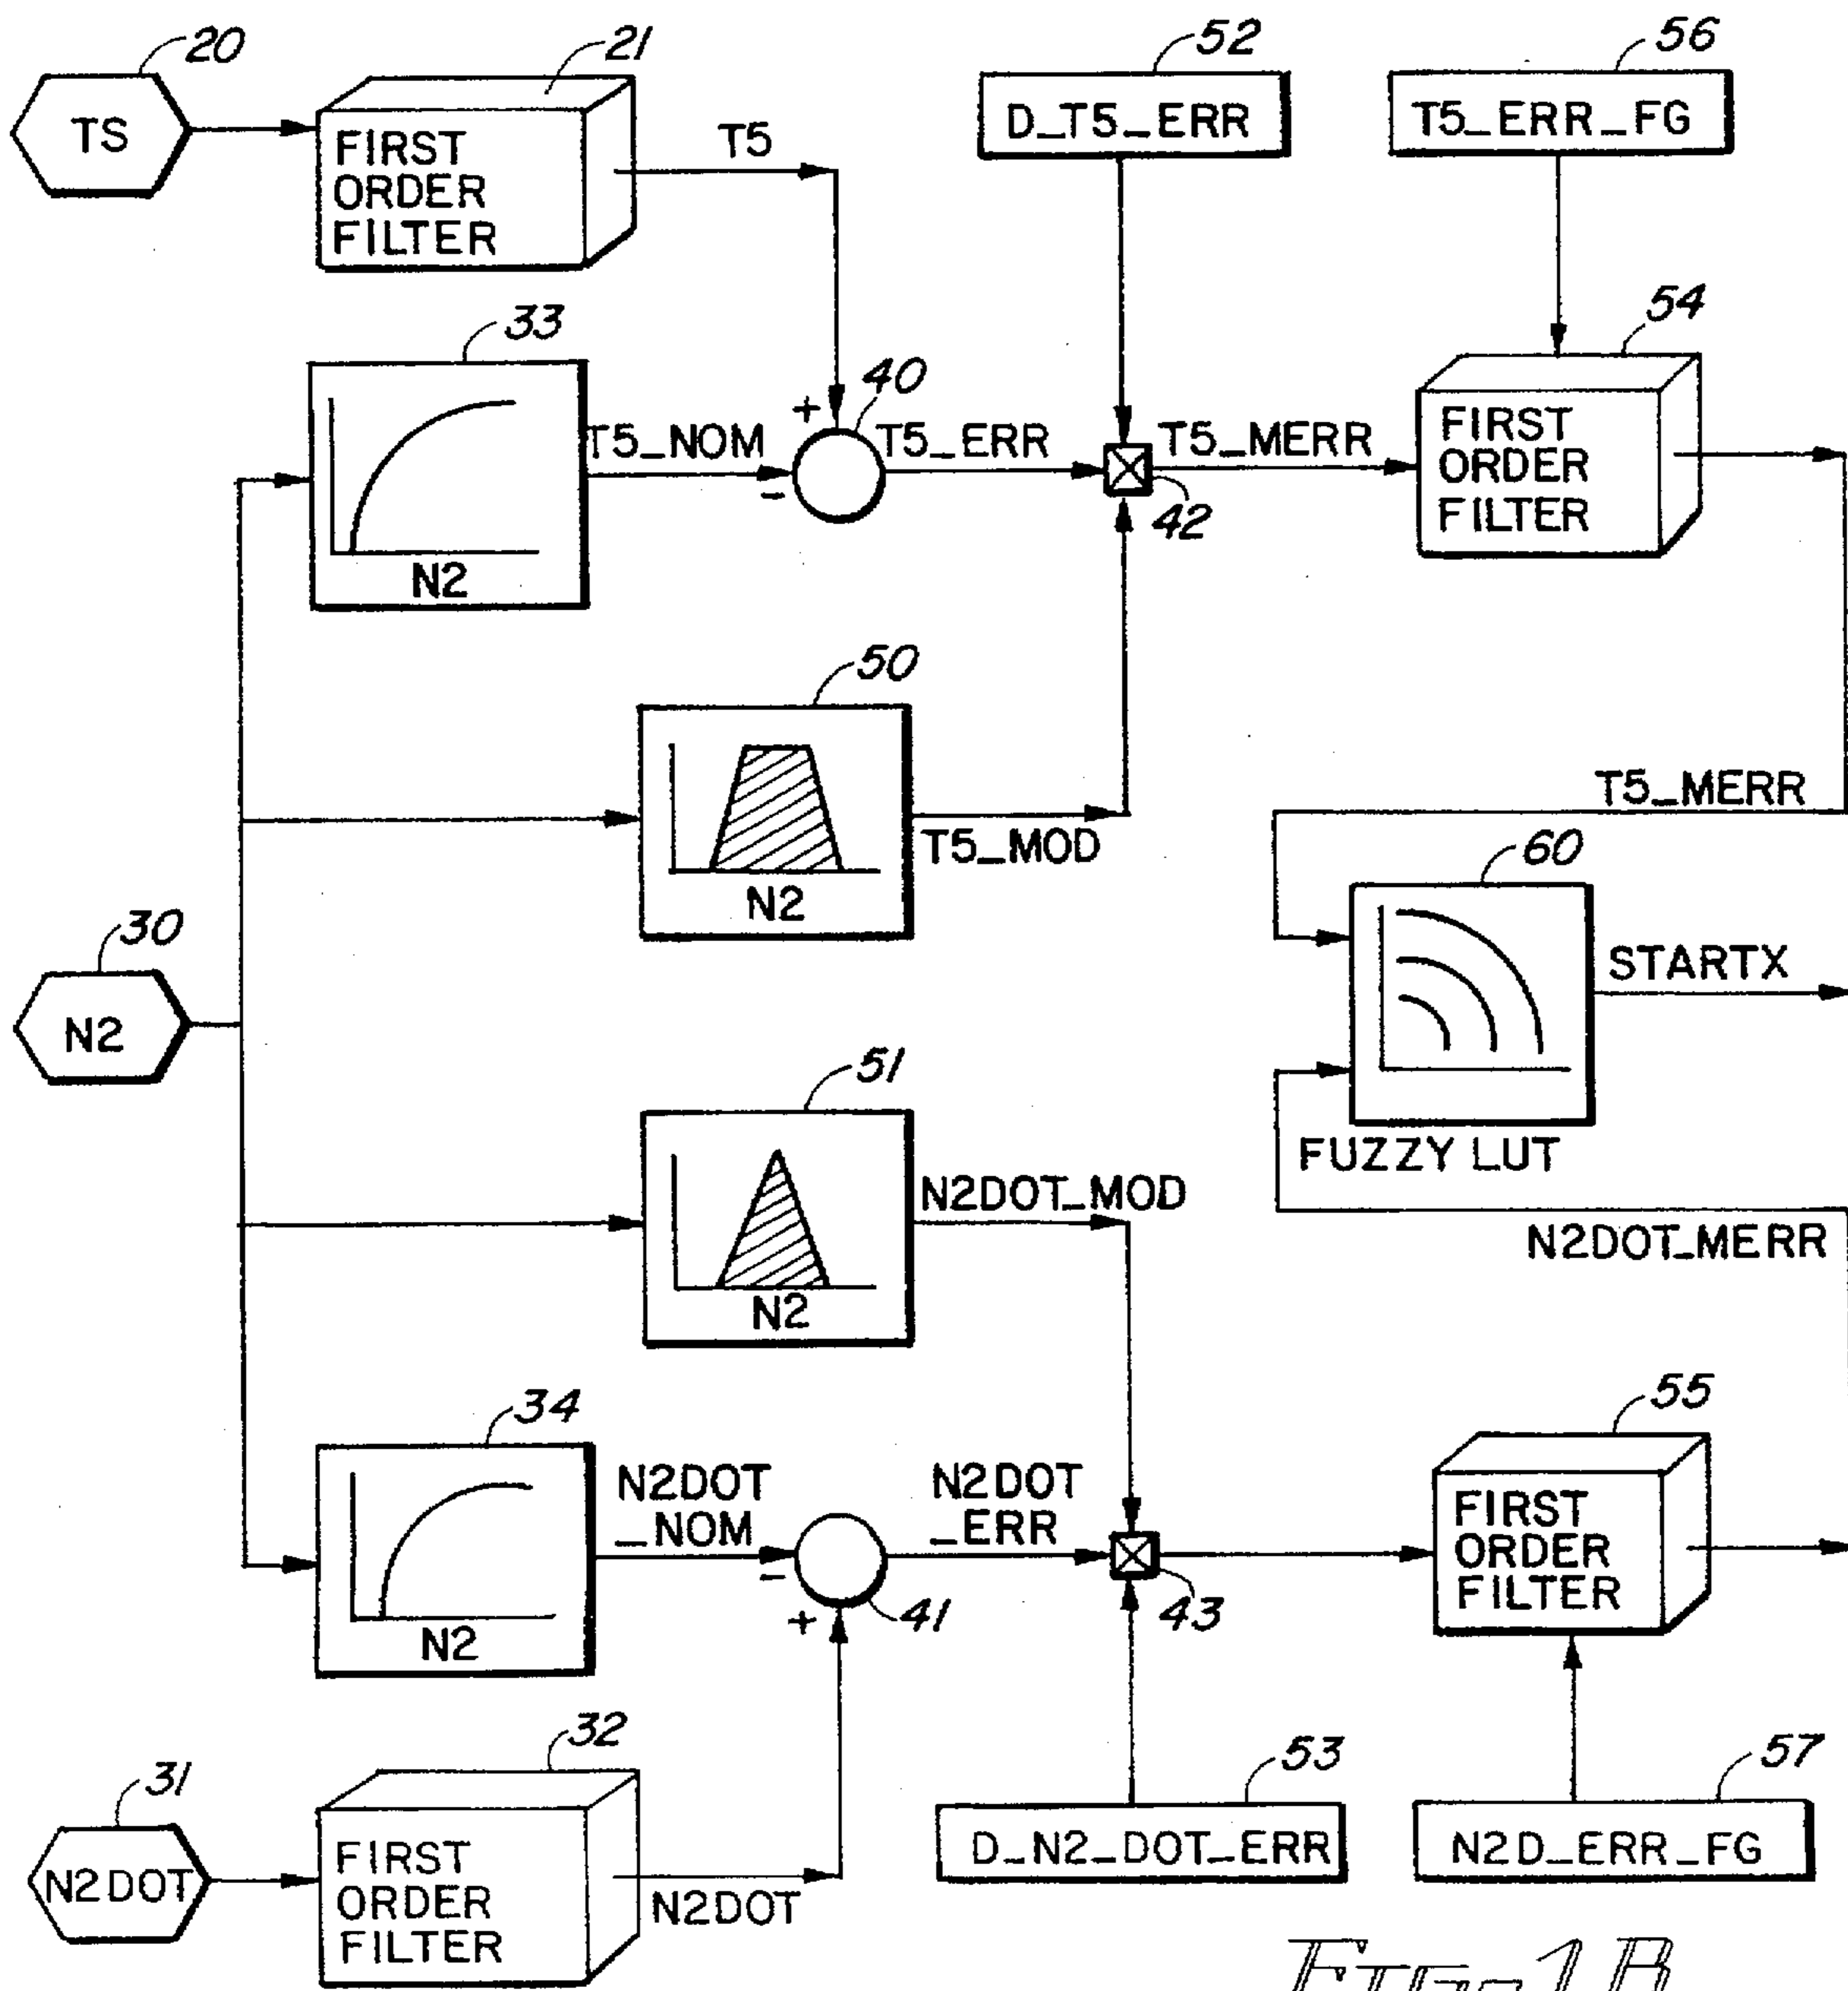 20
21
52
56
TS
FIRST
ORDER
FILTER
T5
D_T5_ERR
T5_ERR_FG
33
40
54
+
T5_NOM
-
T5_ERR
T5_MERR
42
FIRST
ORDER
FILTER
N2
50
T5_MOD
N2
T5_MERR
60
30
N2
STARTX
FUZZY LUT
51
N2DOT_MOD
N2
N2DOT_MERR
34
55
N2DOT
_NOM
N2DOT
_ERR
-
+
41
43
FIRST
ORDER
FILTER
N2
31
32
53
57
N2DOT
FIRST
ORDER
FILTER
N2DOT
D_N2_DOT_ERR
N2D_ERR_FG
FIG. 1B